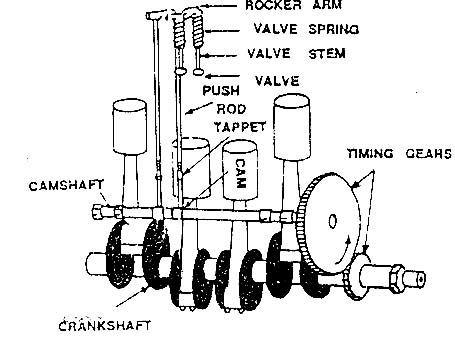 ROCKER ARM
VALVE SPRING
VALVE STEM
VALVE
PUSH
ROD
TAPPET
CAM
TIMING GEARS
CAMSHAFT
CRANKSHAFT